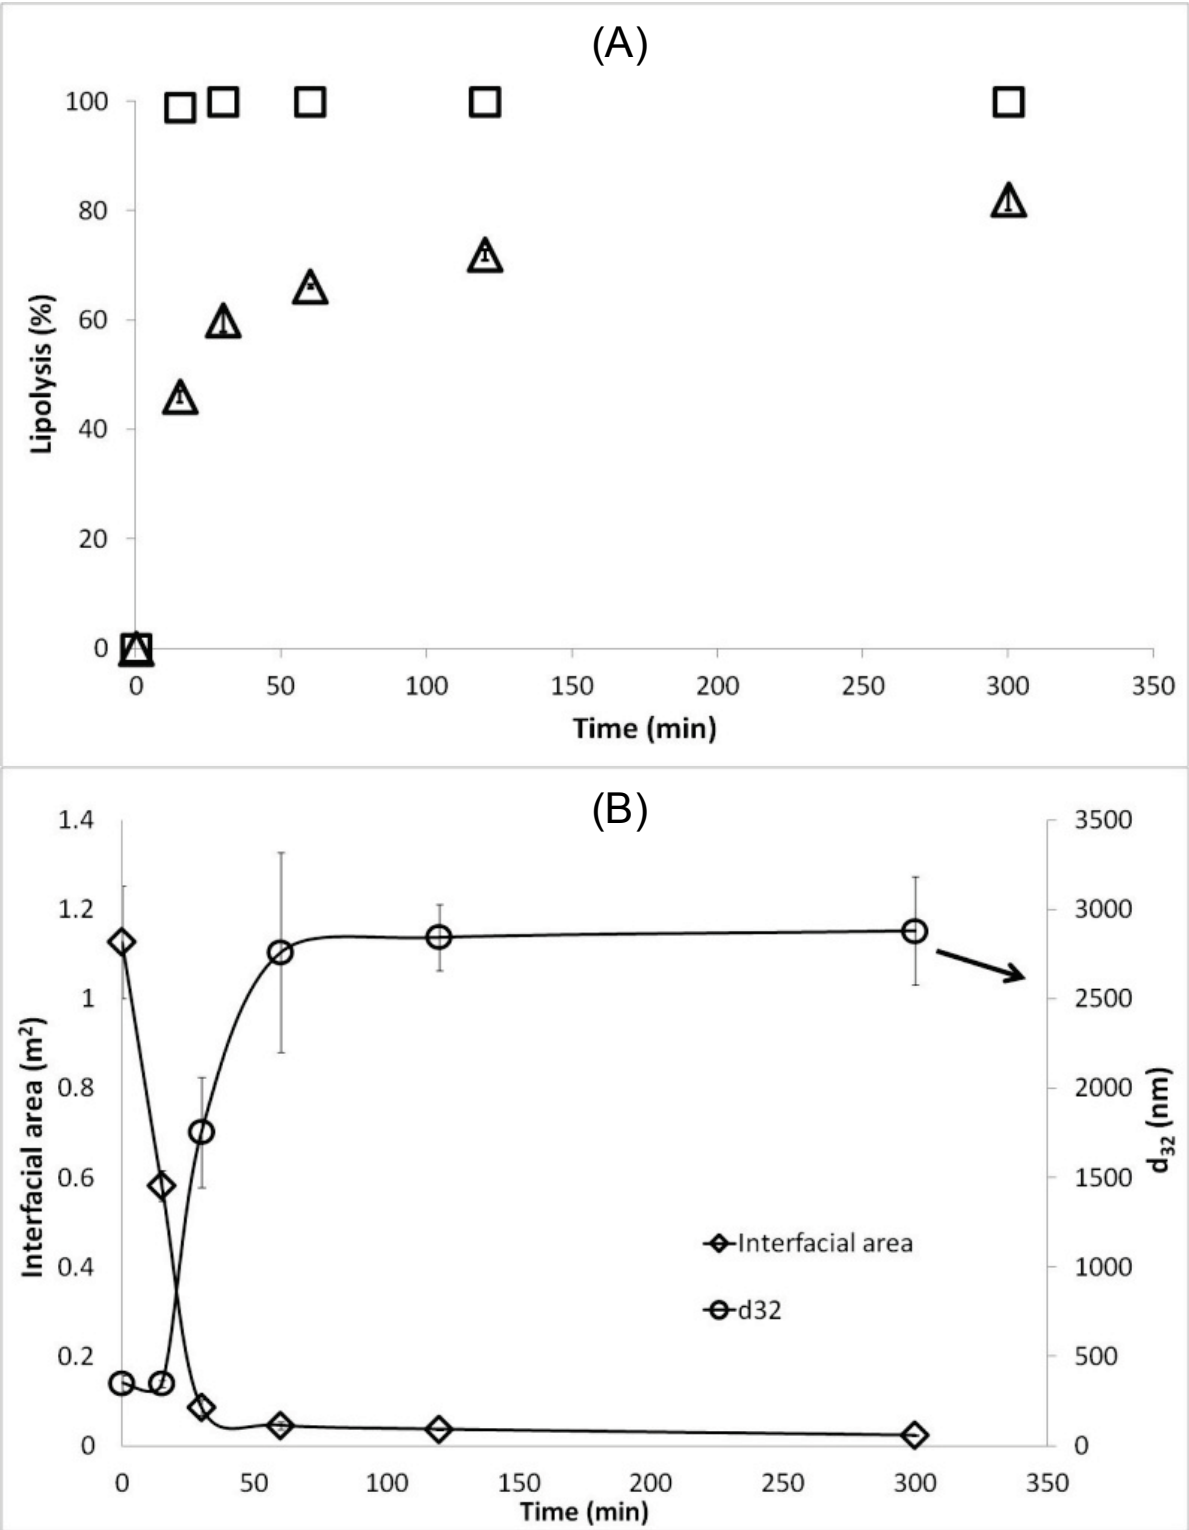 (A)
100
80
60
40
20
0
Lipolysis (%)
0 50 100 150 200 250 300 350
Time (min)
(B)
1.4
1.2
1
0.8
0.6
0.4
0.2
0
Interfacial area (m²)
3500
3000
2500
2000
1500
1000
500
0
d₃₂ (nm)
Interfacial area
d32
0 50 100 150 200 250 300 350
Time (min)